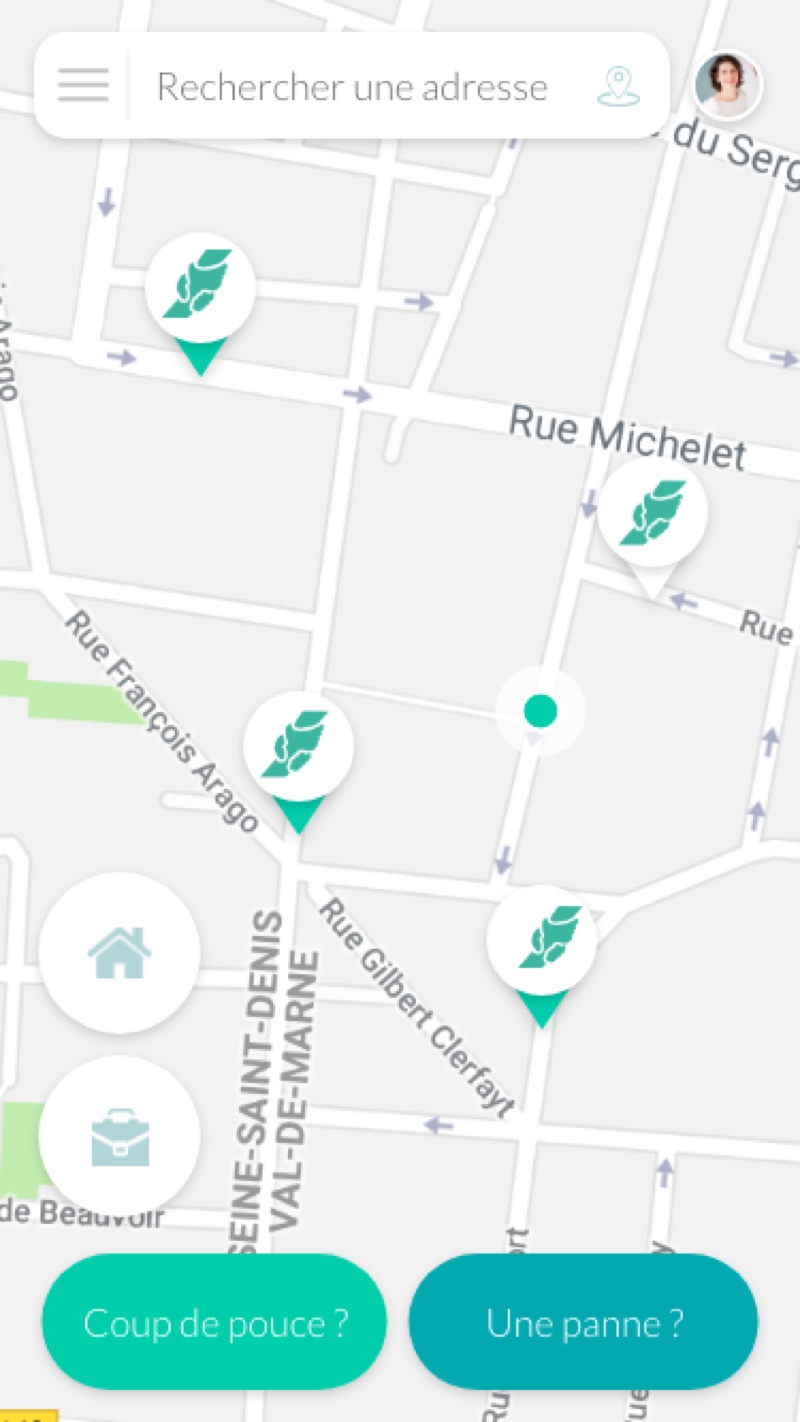 Rechercher une adresse
du Serg
Arago
Rue Michelet
Rue
Rue François Arago
Rue Gilbert Clerfayt
SEINE-SAINT-DENIS
VAL-DE-MARNE
de Beauvoir
Coup de pouce ?
Une panne ?